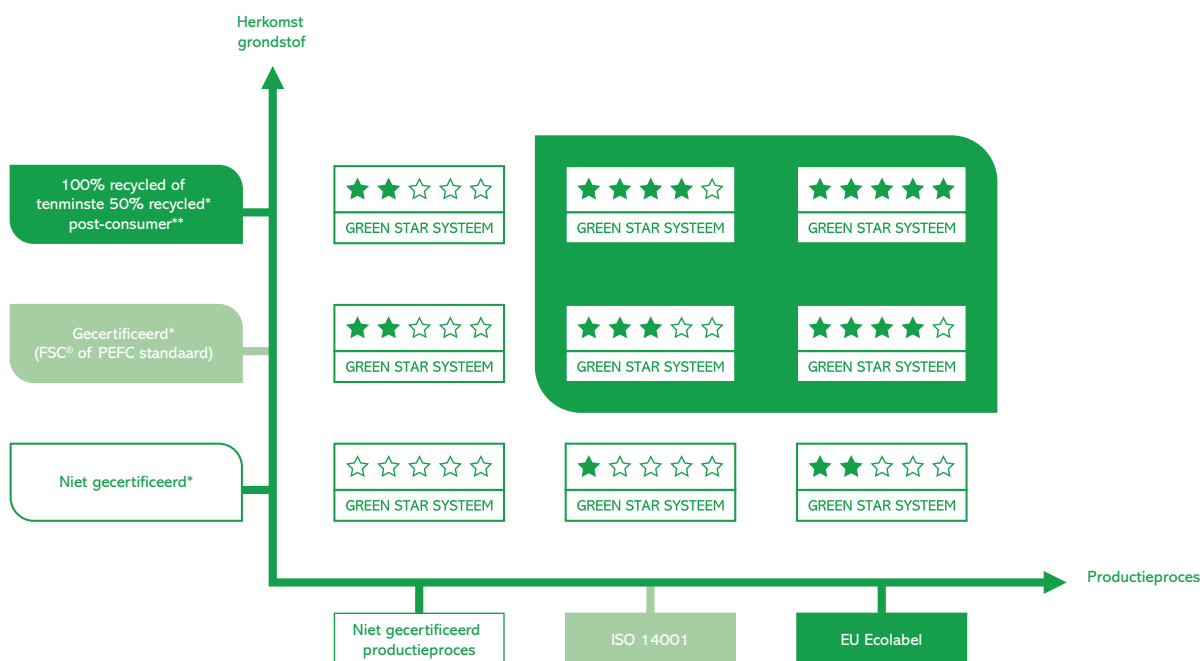 Herkomst
grondstof
100% recycled of
tenminste 50% recycled*
post-consumer**
GREEN STAR SYSTEEM
GREEN STAR SYSTEEM
GREEN STAR SYSTEEM
Gecertificeerd*
(FSC® of PEFC standaard)
GREEN STAR SYSTEEM
GREEN STAR SYSTEEM
GREEN STAR SYSTEEM
Niet gecertificeerd*
GREEN STAR SYSTEEM
GREEN STAR SYSTEEM
GREEN STAR SYSTEEM
Productieproces
Niet gecertificeerd
productieproces
ISO 14001
EU Ecolabel